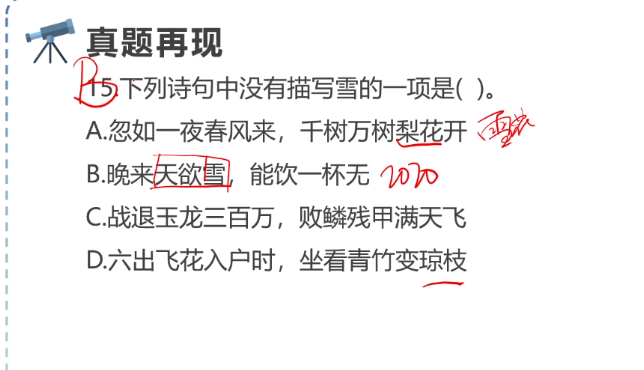 真题再现
B
15.下列诗句中没有描写雪的一项是( )。
A.忽如一夜春风来，千树万树梨花开 雪花
B.晚来天欲雪，能饮一杯无 2020
C.战退玉龙三百万，败鳞残甲满天飞
D.六出飞花入户时，坐看青竹变琼枝